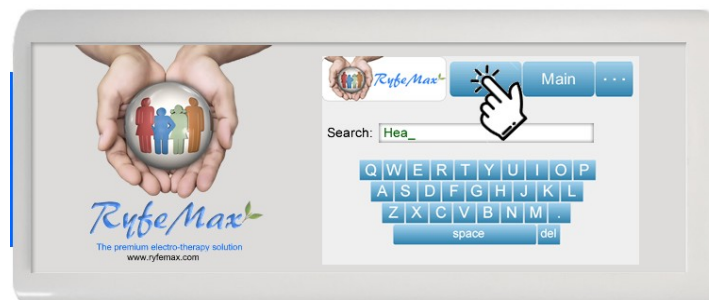 RyfeMax
The premium electro-therapy solution
www.ryfemax.com
RyfeMax
Main
...
Search: Hea_
Q W E R T Y U I O P
A S D F G H J K L
Z X C V B N M .
space del